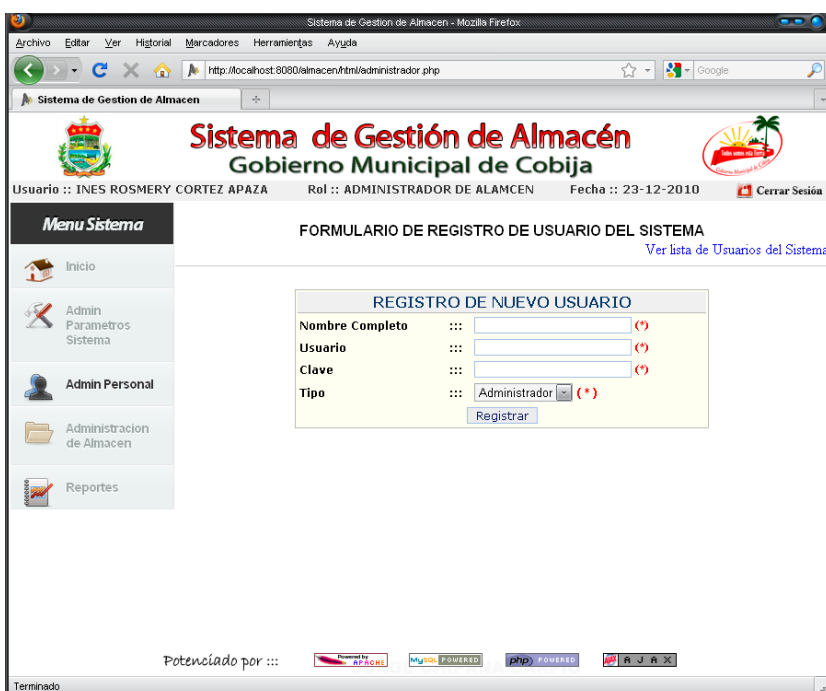 Sistema de Gestion de Almacen - Mozilla Firefox
Archivo Editar Ver Historial Marcadores Herramientas Ayuda
http://localhost:8080/almacen/html/administrador.php
Google
Sistema de Gestion de Almacen
Sistema de Gestión de Almacén
Gobierno Municipal de Cobija
Usuario :: INES ROSMERY CORTEZ APAZA Rol :: ADMINISTRADOR DE ALAMCEN Fecha :: 23-12-2010 Cerrar Sesión
Menu Sistema
Inicio
Admin
Parametros
Sistema
Admin Personal
Administracion
de Almacen
Reportes
FORMULARIO DE REGISTRO DE USUARIO DEL SISTEMA
Ver lista de Usuarios del Sistema
REGISTRO DE NUEVO USUARIO
Nombre Completo ::: (*)
Usuario ::: (*)
Clave ::: (*)
Tipo ::: Administrador (*)
Registrar
Potenciado por :::
Powered by APACHE
MySQL POWERED
php POWERED
AJAX
Terminado